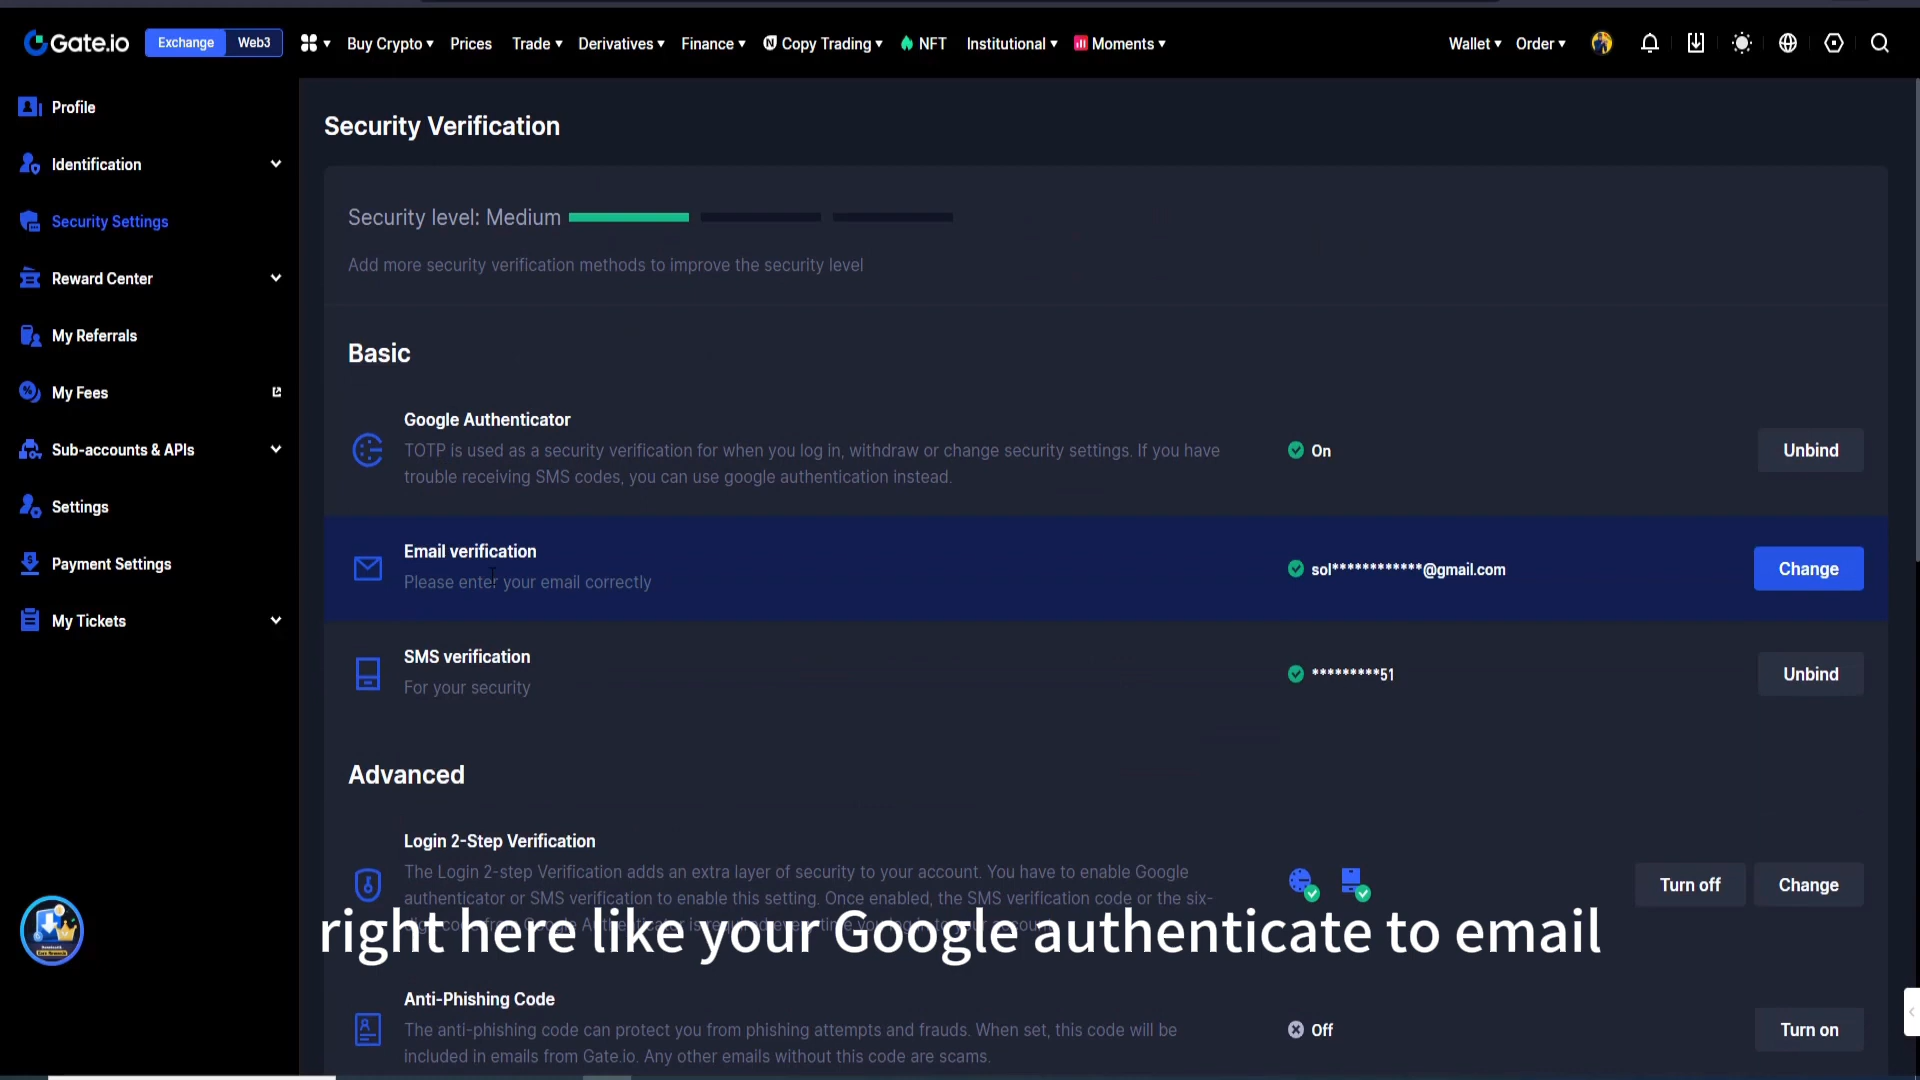 Gate.io
Exchange
Web3
Buy Crypto
Prices
Trade
Derivatives
Finance
Copy Trading
NFT
Institutional
Moments
Wallet
Order
Profile
Identification
Security Settings
Reward Center
My Referrals
My Fees
Sub-accounts & APIs
Settings
Payment Settings
My Tickets
Security Verification
Security level: Medium
Add more security verification methods to improve the security level
Basic
Google Authenticator
TOTP is used as a security verification for when you log in, withdraw or change security settings. If you have
trouble receiving SMS codes, you can use google authentication instead.
On
Unbind
Email verification
Please enter your email correctly
sol************@gmail.com
Change
SMS verification
For your security
*********51
Unbind
Advanced
Login 2-Step Verification
The Login 2-step Verification adds an extra layer of security to your account. You have to enable Google
authenticator or SMS verification to enable this setting. Once enabled, the SMS verification code or the six-
Turn off
Change
right here like your Google authenticate to email
Anti-Phishing Code
The anti-phishing code can protect you from phishing attempts and frauds. When set, this code will be
included in emails from Gate.io. Any other emails without this code are scams.
Off
Turn on